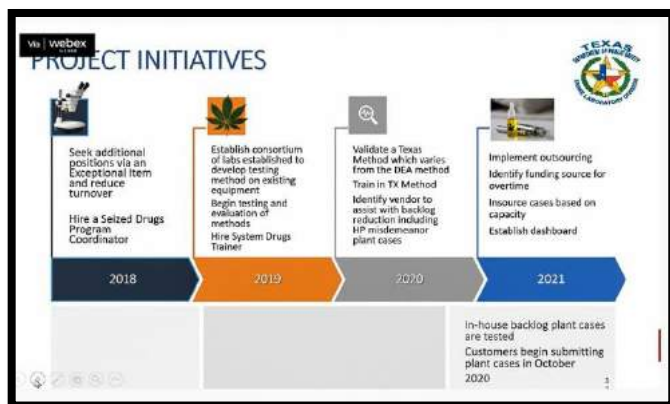 Via | webex
PROJECT INITIATIVES
TEXAS
Seek additional
positions via an
Exceptional Item
and reduce
turnover
Hire a Seized Drugs
Program
Coordinator
2018
Establish consortium
of labs established to
develop testing
method on existing
equipment
Begin testing and
evaluation of
methods
Hire System Drugs
Trainer
2019
Validate a Texas
Method which varies
from the DEA method
Train in TX Method
Identify vendor to
assist with backlog
reduction including
HP misdemeanor
plant cases
2020
Implement outsourcing
Identify funding source for
overtime
Insource cases based on
capacity
Establish dashboard
2021
In-house backlog plant cases
are tested
Customers begin submitting
plant cases in October
2020